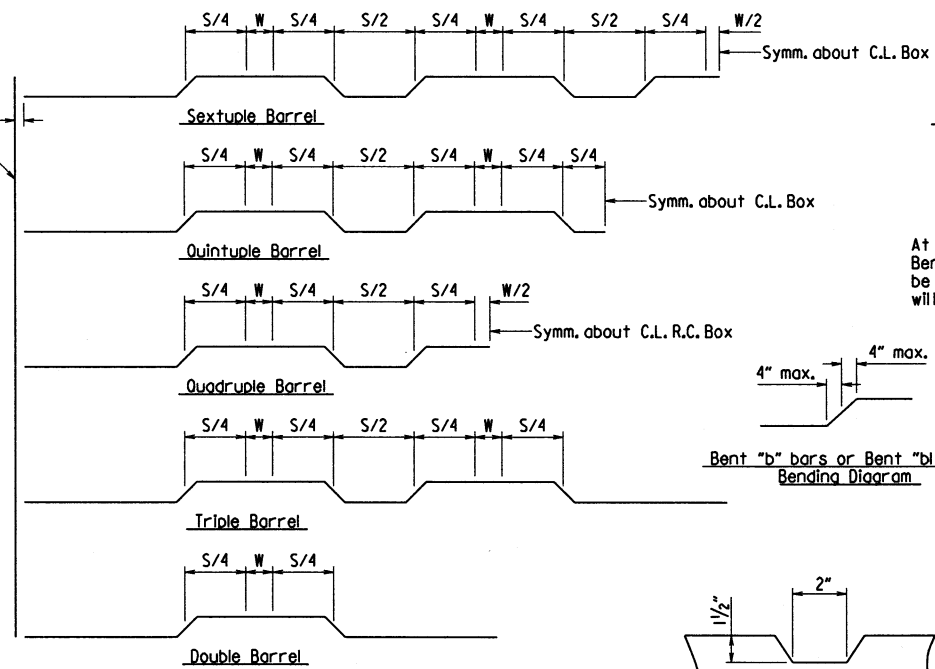 S/4 W S/4 S/2 S/4 W S/4 S/2 S/4 W/2
Symm. about C.L. Box
Sextuple Barrel
S/4 W S/4 S/2 S/4 W S/4 S/4
Symm. about C.L. Box
Quintuple Barrel
S/4 W S/4 S/2 S/4 W/2
Symm. about C.L. R.C. Box
Quadruple Barrel
S/4 W S/4 S/2 S/4 W S/4
Triple Barrel
S/4 W S/4
Double Barrel
At
Ben
be
will
4" max.
4" max.
Bent "b" bars or Bent "bl
Bending Diagram
2"
1½"